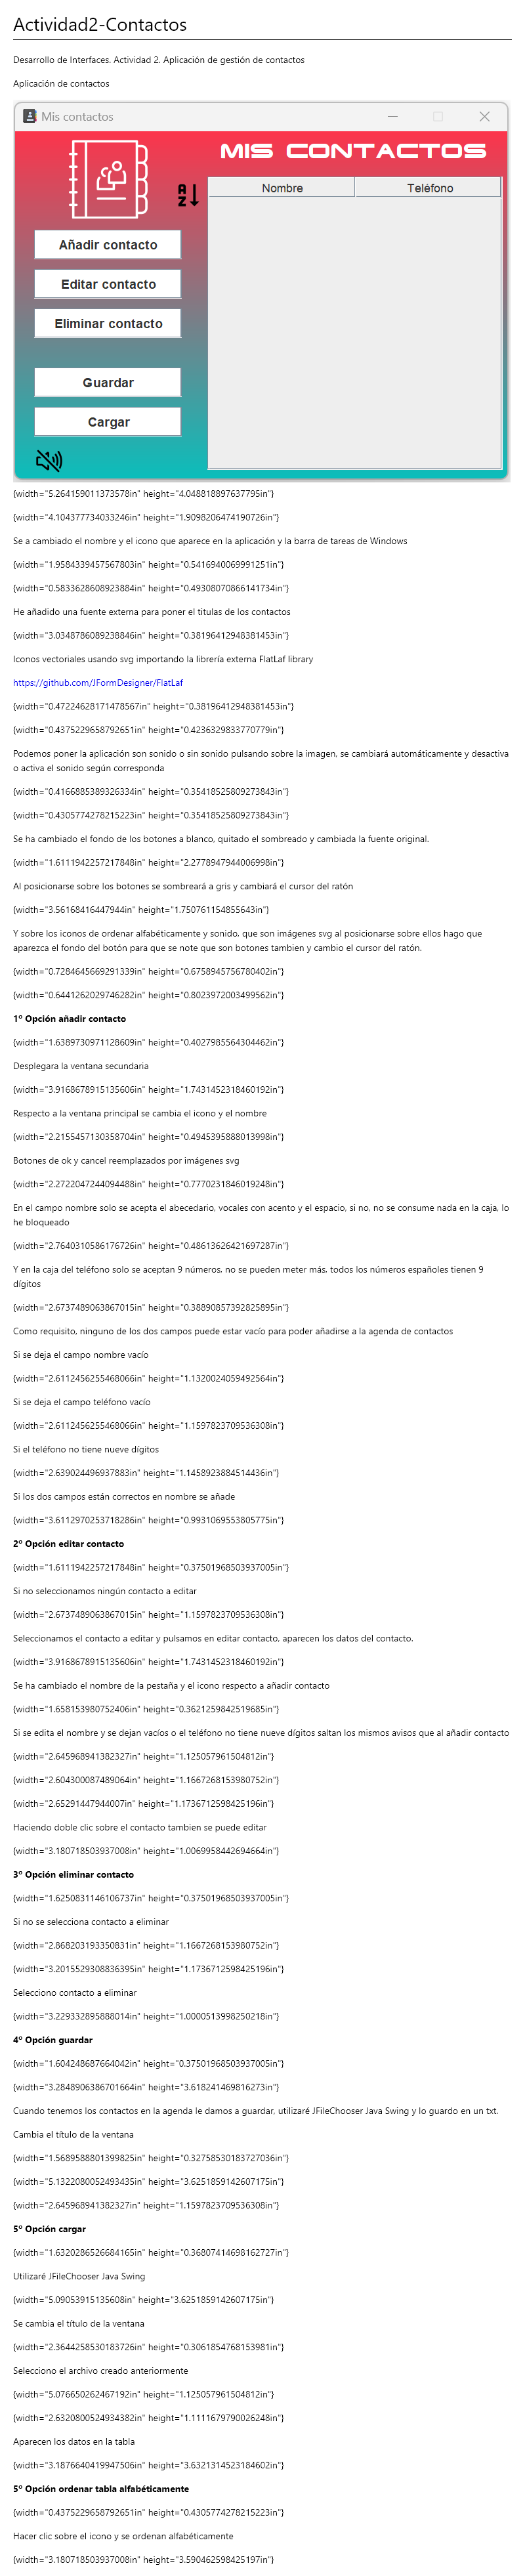 Actividad2-Contactos
Desarrollo de Interfaces. Actividad 2. Aplicación de gestión de contactos
Aplicación de contactos
Mis contactos
MIS CONTACTOS
A
Z
Nombre
Teléfono
Añadir contacto
Editar contacto
Eliminar contacto
Guardar
Cargar
{width="5.264159011373578in" height="4.048818897637795in"}
{width="4.104377734033246in" height="1.9098206474190726in"}
Se a cambiado el nombre y el icono que aparece en la aplicación y la barra de tareas de Windows
{width="1.9584339457567803in" height="0.5416940069991251in"}
{width="0.5833628608923884in" height="0.49308070866141734in"}
He añadido una fuente externa para poner el titulas de los contactos
{width="3.0348786089238846in" height="0.38196412948381453in"}
Iconos vectoriales usando svg importando la librería externa FlatLaf library
https://github.com/JFormDesigner/FlatLaf
{width="0.47224628171478567in" height="0.38196412948381453in"}
{width="0.4375229658792651in" height="0.4236329833770779in"}
Podemos poner la aplicación son sonido o sin sonido pulsando sobre la imagen, se cambiará automáticamente y desactiva
o activa el sonido según corresponda
{width="0.4166885389326334in" height="0.35418525809273843in"}
{width="0.4305774278215223in" height="0.35418525809273843in"}
Se ha cambiado el fondo de los botones a blanco, quitado el sombreado y cambiada la fuente original.
{width="1.6111942257217848in" height="2.2778947944006998in"}
Al posicionarse sobre los botones se sombreará a gris y cambiará el cursor del ratón
{width="3.56168416447944in" height="1.750761154855643in"}
Y sobre los iconos de ordenar alfabéticamente y sonido, que son imágenes svg al posicionarse sobre ellos hago que
aparezca el fondo del botón para que se note que son botones tambien y cambio el cursor del ratón.
{width="0.7284645669291339in" height="0.6758945756780402in"}
{width="0.6441262029746282in" height="0.8023972003499562in"}
1º Opción añadir contacto
{width="1.6389730971128609in" height="0.4027985564304462in"}
Desplegara la ventana secundaria
{width="3.9168678915135606in" height="1.7431452318460192in"}
Respecto a la ventana principal se cambia el icono y el nombre
{width="2.2155457130358704in" height="0.4945395888013998in"}
Botones de ok y cancel reemplazados por imágenes svg
{width="2.2722047244094488in" height="0.7770231846019248in"}
En el campo nombre solo se acepta el abecedario, vocales con acento y el espacio, si no, no se consume nada en la caja, lo
he bloqueado
{width="2.7640310586176726in" height="0.48613626421697287in"}
Y en la caja del teléfono solo se aceptan 9 números, no se pueden meter más, todos los números españoles tienen 9
dígitos
{width="2.6737489063867015in" height="0.38890857392825895in"}
Como requisito, ninguno de los dos campos puede estar vacío para poder añadirse a la agenda de contactos
Si se deja el campo nombre vacío
{width="2.6112456255468066in" height="1.1320024059492564in"}
Si se deja el campo teléfono vacío
{width="2.6112456255468066in" height="1.1597823709536308in"}
Si el teléfono no tiene nueve dígitos
{width="2.639024496937883in" height="1.1458923884514436in"}
Si los dos campos están correctos en nombre se añade
{width="3.6112970253718286in" height="0.9931069553805775in"}
2º Opción editar contacto
{width="1.6111942257217848in" height="0.37501968503937005in"}
Si no seleccionamos ningún contacto a editar
{width="2.6737489063867015in" height="1.1597823709536308in"}
Seleccionamos el contacto a editar y pulsamos en editar contacto, aparecen los datos del contacto.
{width="3.9168678915135606in" height="1.7431452318460192in"}
Se ha cambiado el nombre de la pestaña y el icono respecto a añadir contacto
{width="1.658153980752406in" height="0.3621259842519685in"}
Si se edita el nombre y se dejan vacíos o el teléfono no tiene nueve dígitos saltan los mismos avisos que al añadir contacto
{width="2.645968941382327in" height="1.125057961504812in"}
{width="2.604300087489064in" height="1.1667268153980752in"}
{width="2.65291447944007in" height="1.1736712598425196in"}
Haciendo doble clic sobre el contacto tambien se puede editar
{width="3.180718503937008in" height="1.0069958442694664in"}
3º Opción eliminar contacto
{width="1.6250831146106737in" height="0.37501968503937005in"}
Si no se selecciona contacto a eliminar
{width="2.868203193350831in" height="1.1667268153980752in"}
{width="3.2015529308836395in" height="1.1736712598425196in"}
Selecciono contacto a eliminar
{width="3.229332895888014in" height="1.0000513998250218in"}
4º Opción guardar
{width="1.604248687664042in" height="0.37501968503937005in"}
{width="3.2848906386701664in" height="3.618241469816273in"}
Cuando tenemos los contactos en la agenda le damos a guardar, utilizaré JFileChooser Java Swing y lo guardo en un txt.
Cambia el título de la ventana
{width="1.5689588801399825in" height="0.32758530183727036in"}
{width="5.1322080052493435in" height="3.6251859142607175in"}
{width="2.645968941382327in" height="1.1597823709536308in"}
5º Opción cargar
{width="1.6320286526684165in" height="0.36807414698162727in"}
Utilizaré JFileChooser Java Swing
{width="5.09053915135608in" height="3.6251859142607175in"}
Se cambia el título de la ventana
{width="2.3644258530183726in" height="0.3061854768153981in"}
Selecciono el archivo creado anteriormente
{width="5.076650262467192in" height="1.125057961504812in"}
{width="2.6320800524934382in" height="1.1111679790026248in"}
Aparecen los datos en la tabla
{width="3.1876640419947506in" height="3.6321314523184602in"}
5º Opción ordenar tabla alfabéticamente
{width="0.4375229658792651in" height="0.4305774278215223in"}
Hacer clic sobre el icono y se ordenan alfabéticamente
{width="3.180718503937008in" height="3.590462598425197in"}